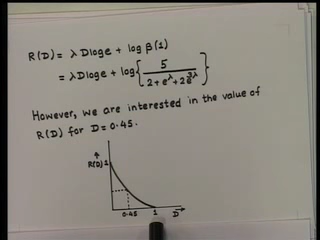 R(D) = λ D log e + log β(1)
= λ D log e + log { 5 / (2 + e^λ + 2e^{3λ}) }
However, we are interested in the value of
R(D) for D = 0.45.
R(D) 1
0.45 1 D